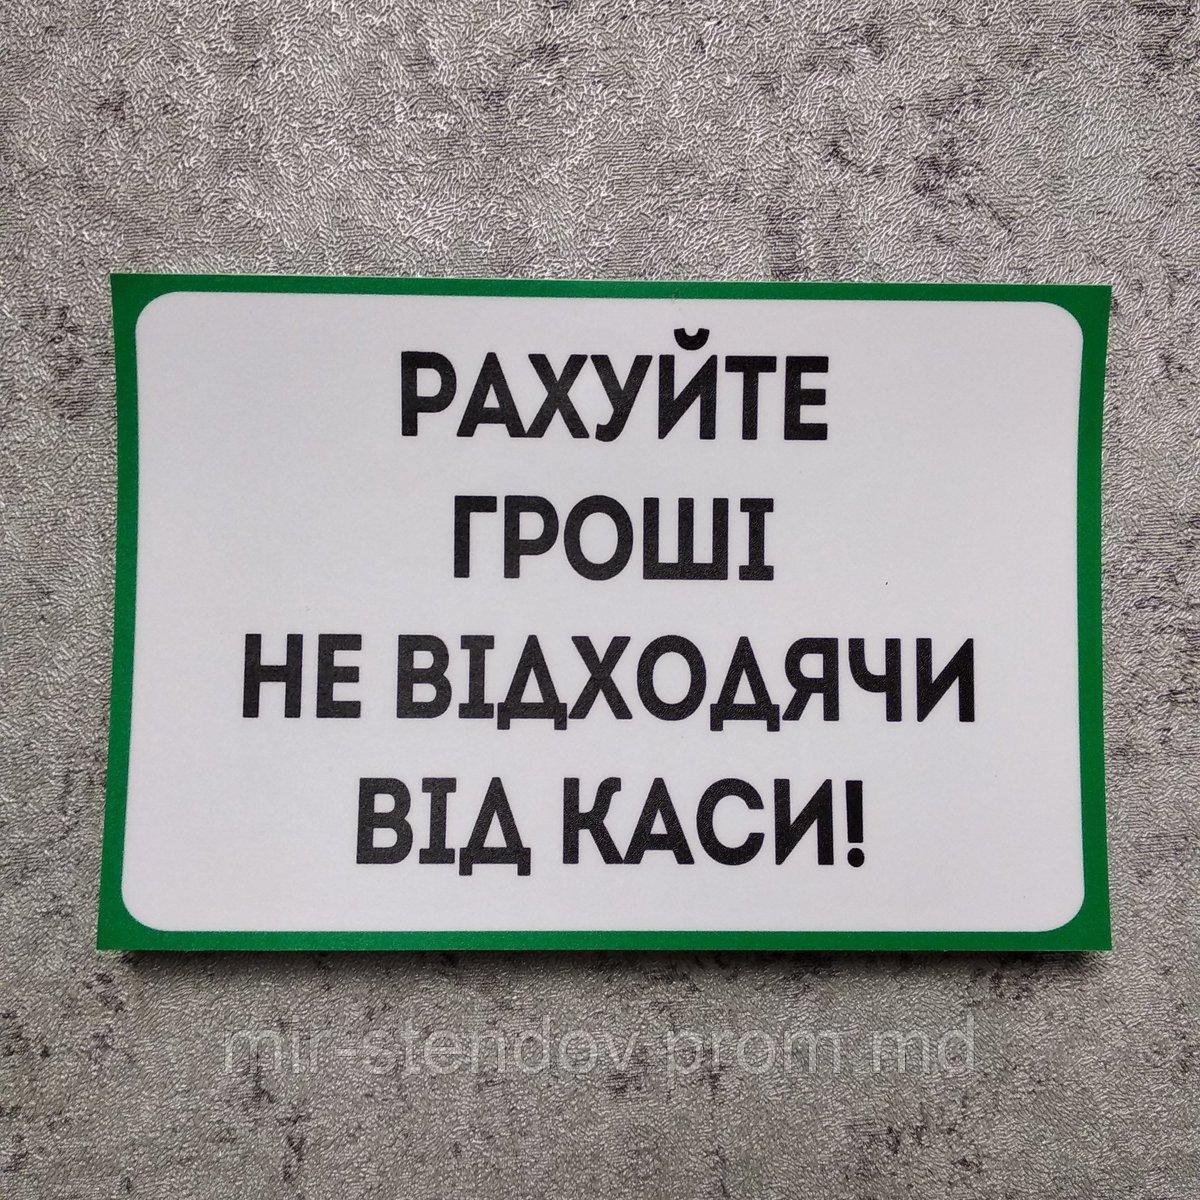 РАХУЙТЕ
ГРОШІ
НЕ ВІДХОДЯЧИ
ВІД КАСИ!
mir-stendov.prom.md